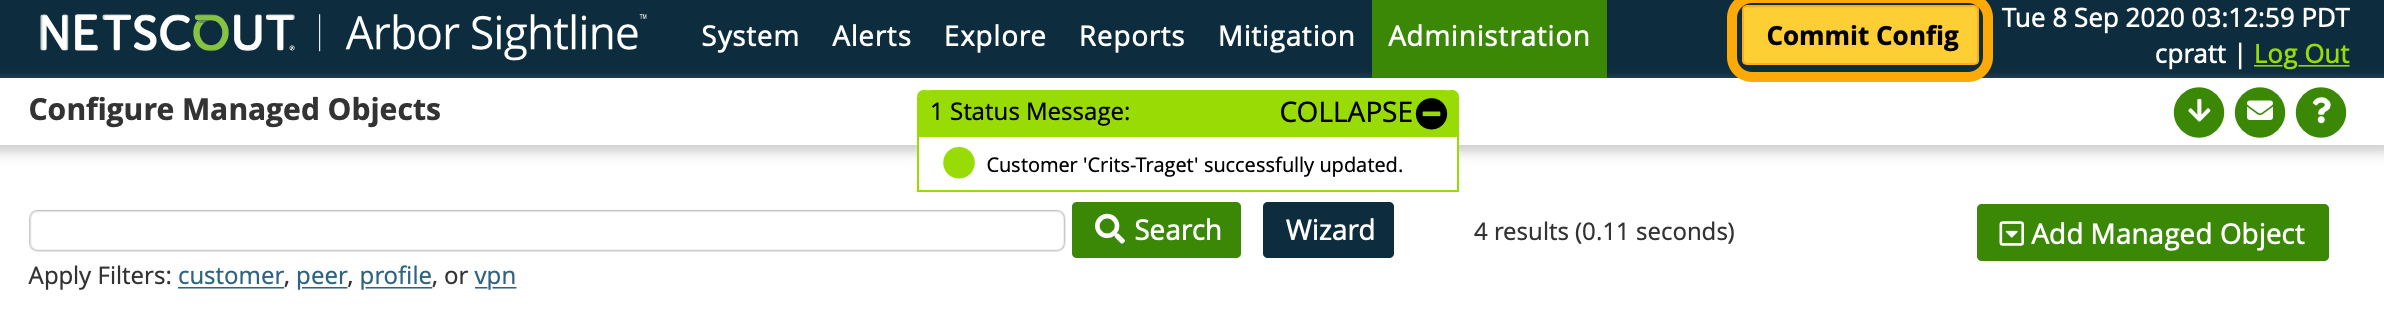 NETSCOUT. | Arbor Sightline™ System Alerts Explore Reports Mitigation Administration Commit Config Tue 8 Sep 2020 03:12:59 PDT
cpratt | Log Out
Configure Managed Objects
1 Status Message: COLLAPSE
Customer 'Crits-Traget' successfully updated.
Search Wizard 4 results (0.11 seconds) Add Managed Object
Apply Filters: customer, peer, profile, or vpn